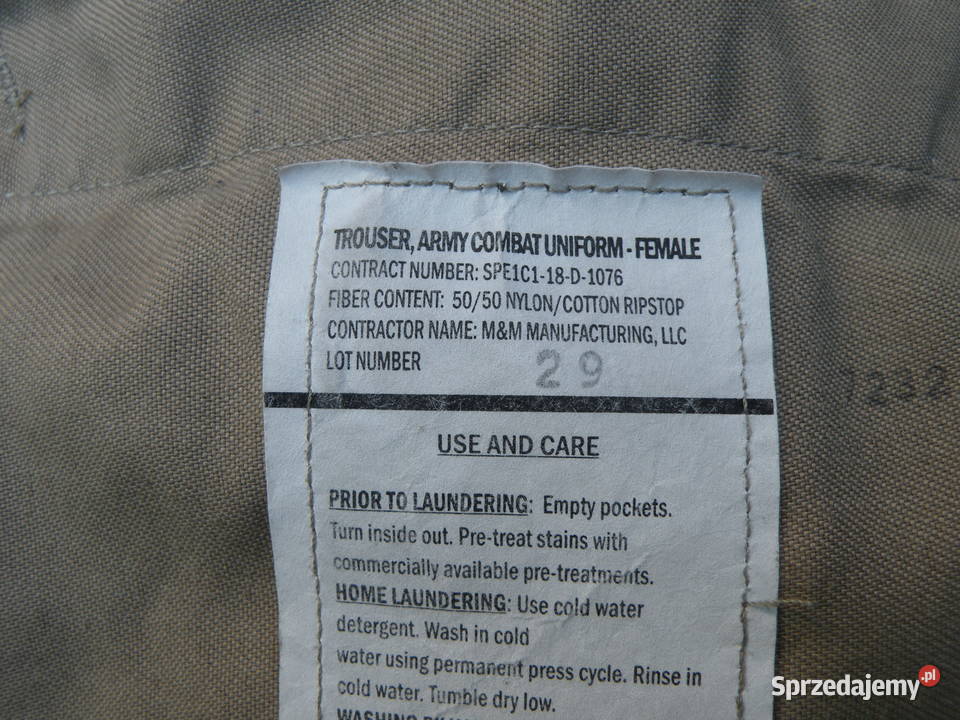 TROUSER, ARMY COMBAT UNIFORM - FEMALE
CONTRACT NUMBER: SPE1C1-18-D-1076
FIBER CONTENT: 50/50 NYLON/COTTON RIPSTOP
CONTRACTOR NAME: M&M MANUFACTURING, LLC
LOT NUMBER 29
USE AND CARE
PRIOR TO LAUNDERING: Empty pockets.
Turn inside out. Pre-treat stains with
commercially available pre-treatments.
HOME LAUNDERING: Use cold water
detergent. Wash in cold
water using permanent press cycle. Rinse in
cold water. Tumble dry low.
Sprzedajemy.pl